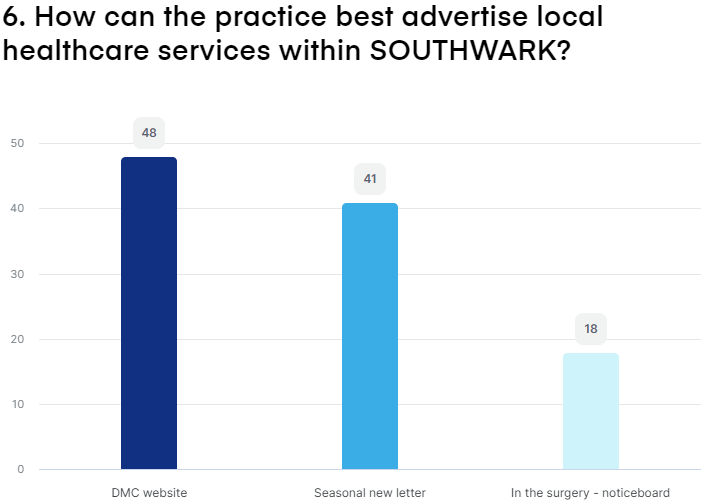 6. How can the practice best advertise local
healthcare services within SOUTHWARK?
48
50
41
40
30
18
20
10
0
DMC website
Seasonal new letter
In the surgery - noticeboard